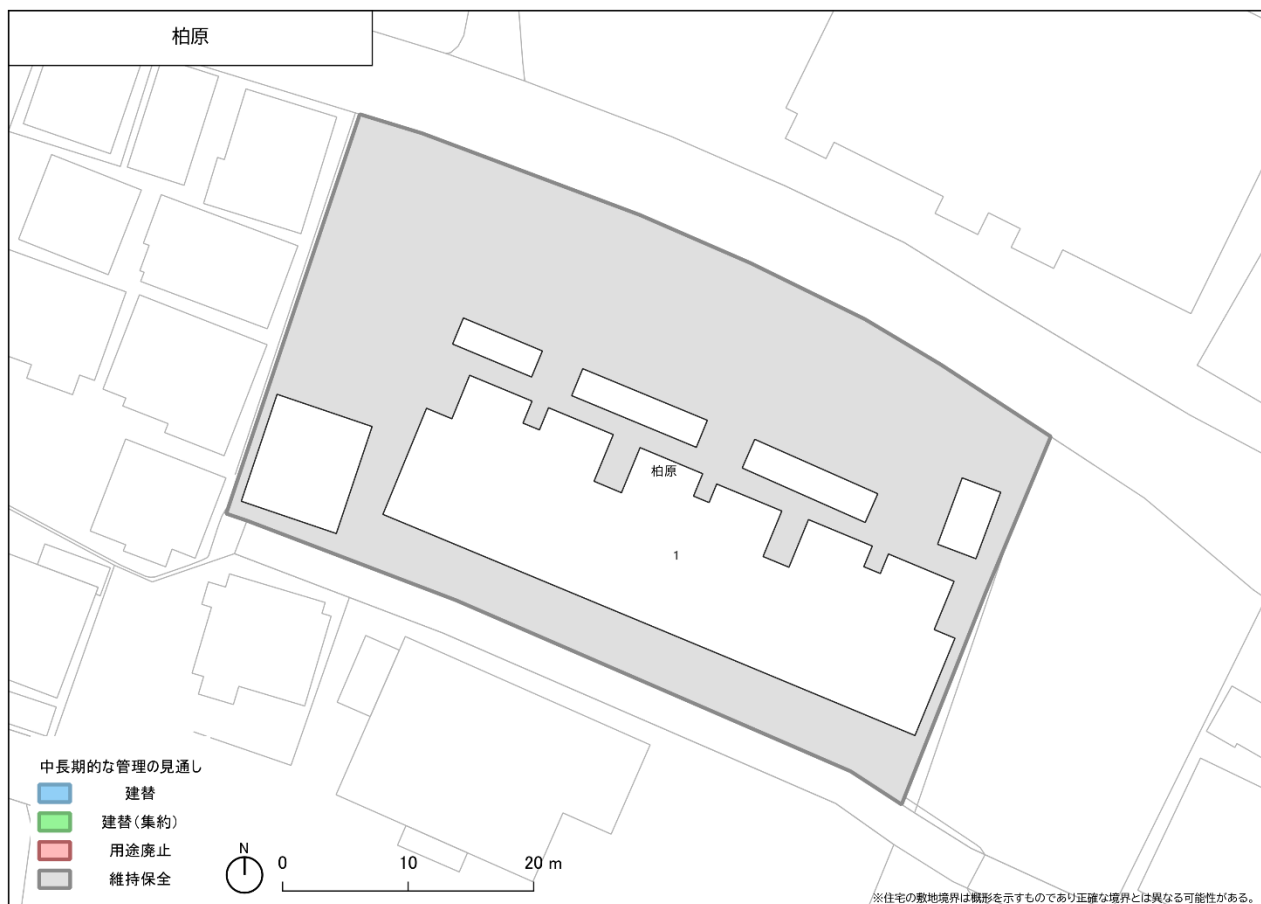 柏原
柏原
1
中長期的な管理の見通し
建替
建替(集約)
用途廃止
維持保全
N
0 10 20 m
※住宅の敷地境界は概形を示すものであり正確な境界とは異なる可能性がある。